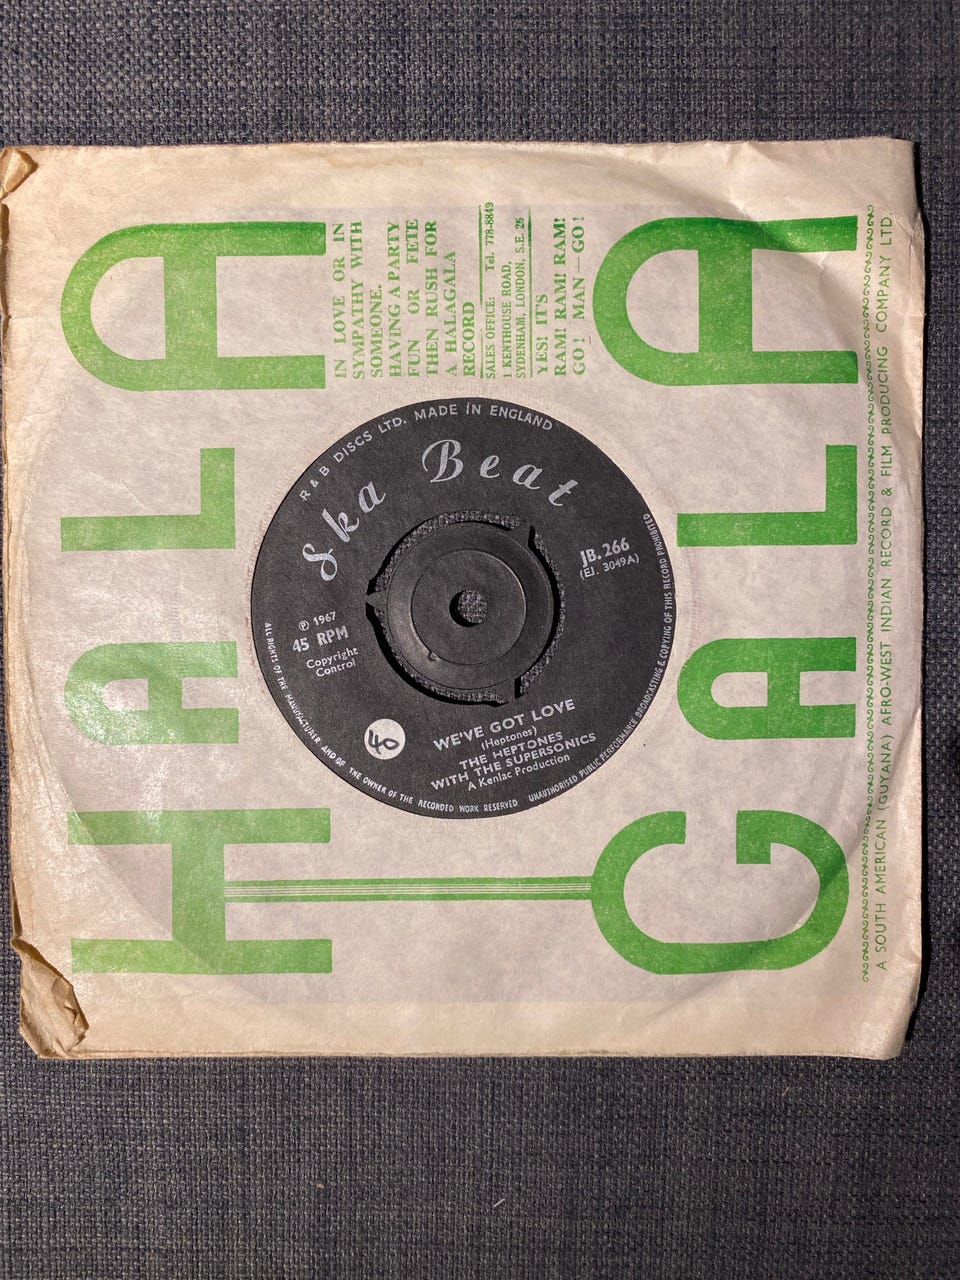 HALA
GALA
IN LOVE OR IN
SYMPATHY WITH
SOMEONE.
HAVING A PARTY
FUN OR FETE
THEN RUSH FOR
A HALAGALA
RECORD
SALES OFFICE: Tel. 778-8849
1 KENTHOUSE ROAD,
SYDENHAM, LONDON, S.E. 26
YES! IT'S
RAM! RAM! RAM!
GO! MAN—GO!
A SOUTH AMERICAN (GUYANA) AFRO-WEST INDIAN RECORD & FILM PRODUCING COMPANY LTD.
R & B DISCS LTD. MADE IN ENGLAND
Ska Beat
JB.266
(EJ. 3049A)
℗ 1967
45 RPM
Copyright
Control
40
WE'VE GOT LOVE
(Heptones)
THE HEPTONES
WITH THE SUPERSONICS
A Kenlac Production
ALL RIGHTS OF THE MANUFACTURER AND OF THE OWNER OF THE RECORDED WORK RESERVED UNAUTHORISED PUBLIC PERFORMANCE BROADCASTING & COPYING OF THIS RECORD PROHIBITED